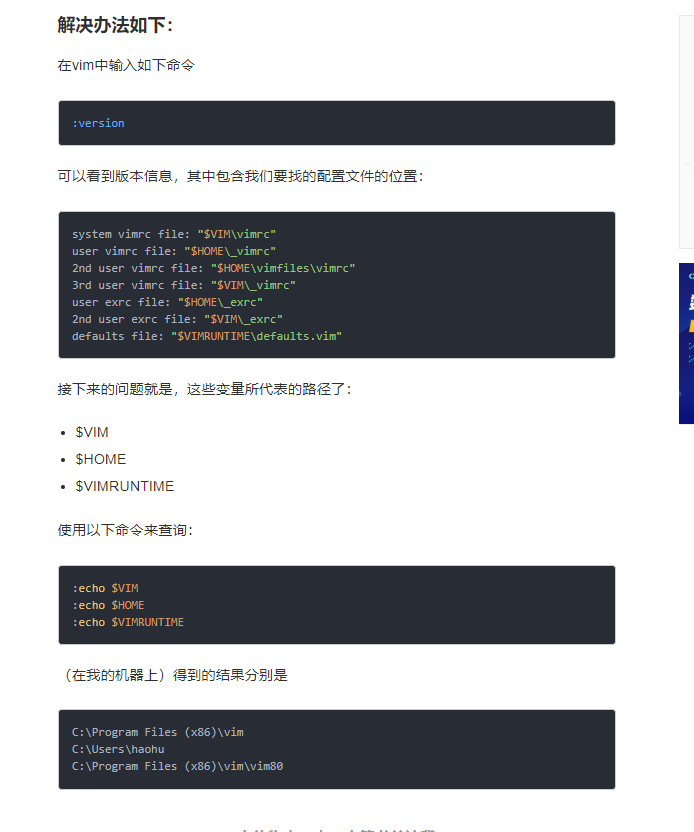 解决办法如下：
在vim中输入如下命令
:version
可以看到版本信息，其中包含我们要找的配置文件的位置：
system vimrc file: "$VIM\vimrc"
user vimrc file: "$HOME\_vimrc"
2nd user vimrc file: "$HOME\vimfiles\vimrc"
3rd user vimrc file: "$VIM\_vimrc"
user exrc file: "$HOME\_exrc"
2nd user exrc file: "$VIM\_exrc"
defaults file: "$VIMRUNTIME\defaults.vim"
接下来的问题就是，这些变量所代表的路径了：
• $VIM
• $HOME
• $VIMRUNTIME
使用以下命令来查询：
:echo $VIM
:echo $HOME
:echo $VIMRUNTIME
（在我的机器上）得到的结果分别是
C:\Program Files (x86)\vim
C:\Users\haohu
C:\Program Files (x86)\vim\vim80